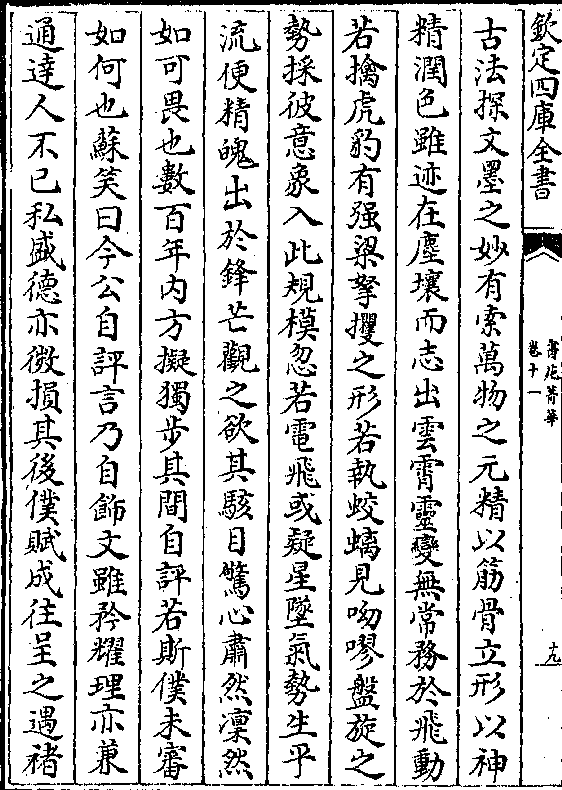 欽定四庫全書
書苑菁華
卷十一
十九
古法探文墨之妙有索萬物之元精以筋骨立形以神
精潤色雖迹在塵壤而志出雲霄靈變無常務於飛動
若擒虎豹有强梁拏攫之形若執蛟螭見呦嘐盤旋之
勢採彼意象入此規模忽若電飛或疑星墜氣勢生乎
流便精魄出於鋒芒觀之欲其駭目驚心肅然凜然
如可畏也數百年内方擬獨步其間自評若斯僕未審
如何也蘇笑曰今公自評言乃自飾文雖矜耀理亦兼
通達人不已私盛德亦微損其後僕賦成往呈之遇褚